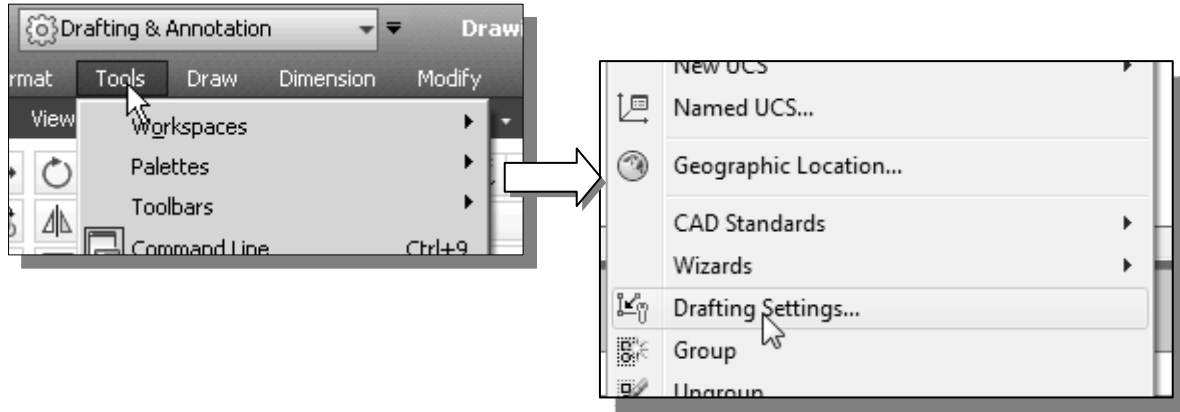 Drafting & Annotation
Drawi
rmat Tools Draw Dimension Modify
View
Workspaces
Palettes
Toolbars
Command Line Ctrl+9
New UCS
Named UCS...
Geographic Location...
CAD Standards
Wizards
Drafting Settings...
Group
Ungroup